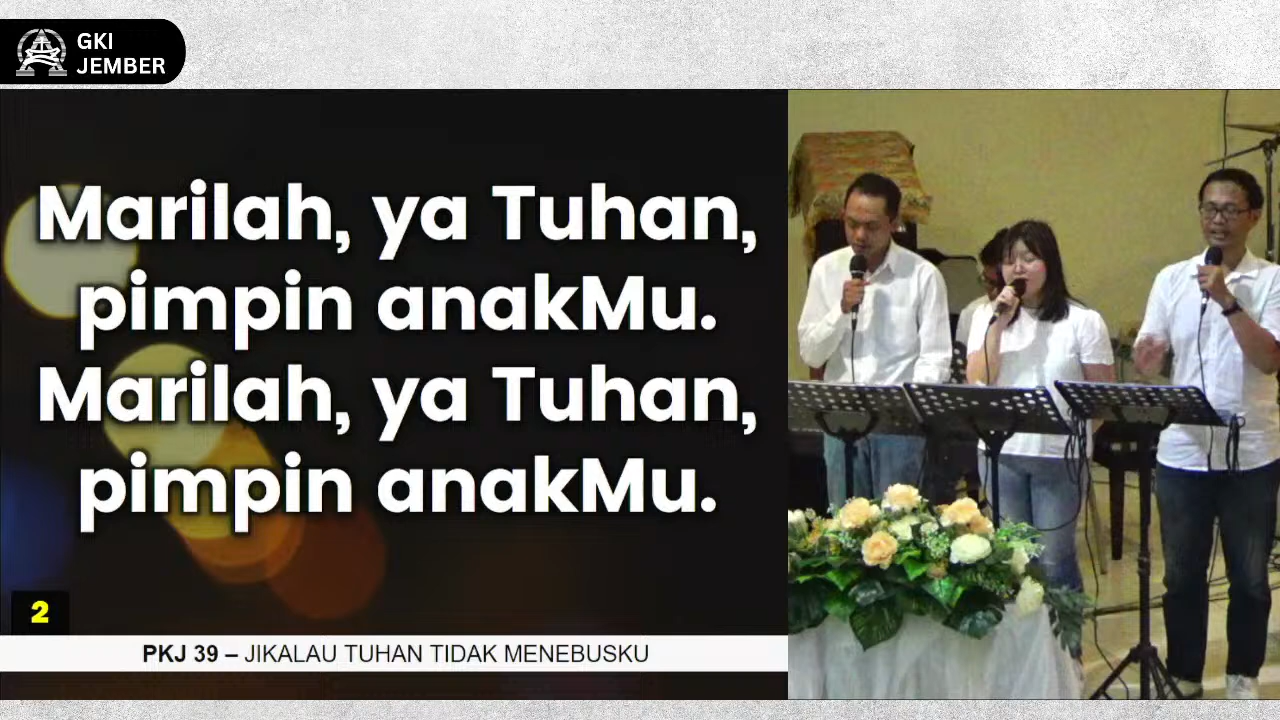 GKI
JEMBER
Marilah, ya Tuhan,
pimpin anakMu.
Marilah, ya Tuhan,
pimpin anakMu.
2
PKJ 39 – JIKALAU TUHAN TIDAK MENEBUSKU